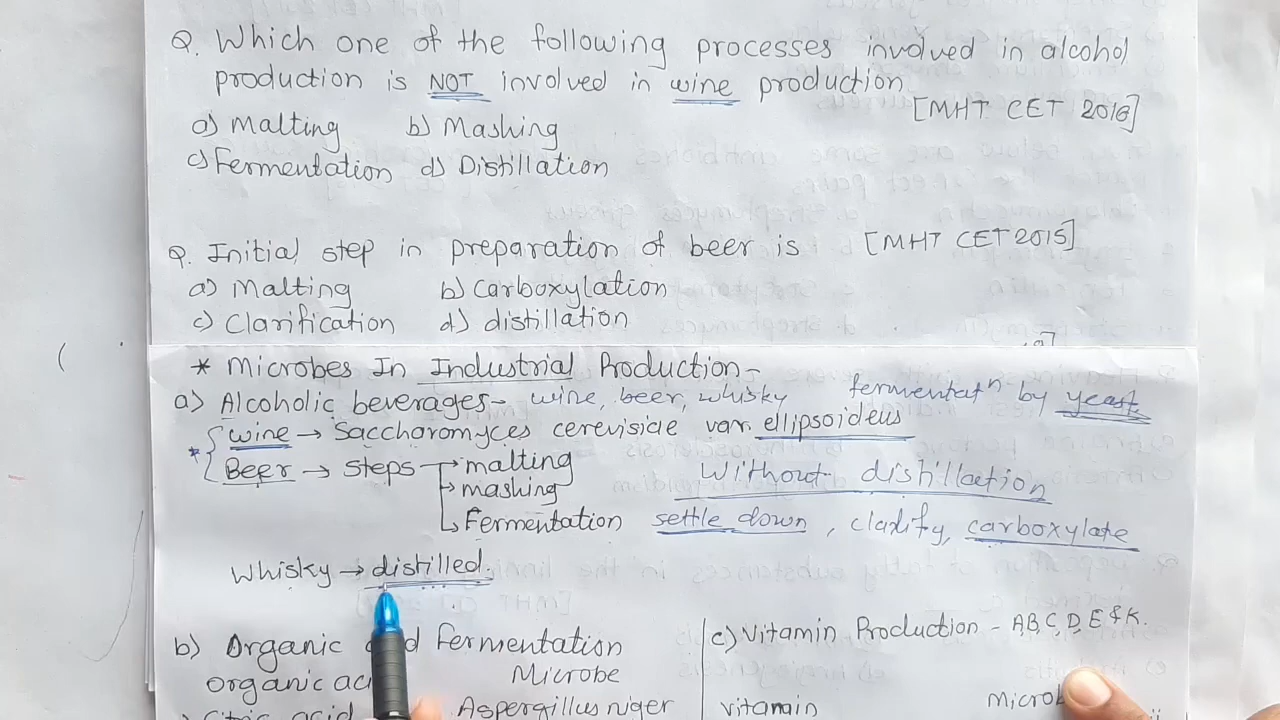 Q. Which one of the following processes involved in alcohol
production is NOT involved in wine production
[MHT CET 2016]
a) Malting b) Mashing
c) Fermentation d) Distillation
Q. Initial step in preparation of beer is [MHT CET 2015]
a) Malting b) Carboxylation
c) Clarification d) distillation
* Microbes In Industrial Production-
a) Alcoholic beverages- wine, beer, whisky fermentatⁿ by yeast
* { wine → Saccharomyces cerevisiae var. ellipsoideus
Beer → Steps → malting
→ mashing
→ Fermentation
Without distillation
settle down, clarify, carboxylate
Whisky → distilled.
b) Organic Fermentation
Organic Microbe
Citric acid Aspergillus niger
c) Vitamin Production - A,B,C,D,E & K.
vitamin